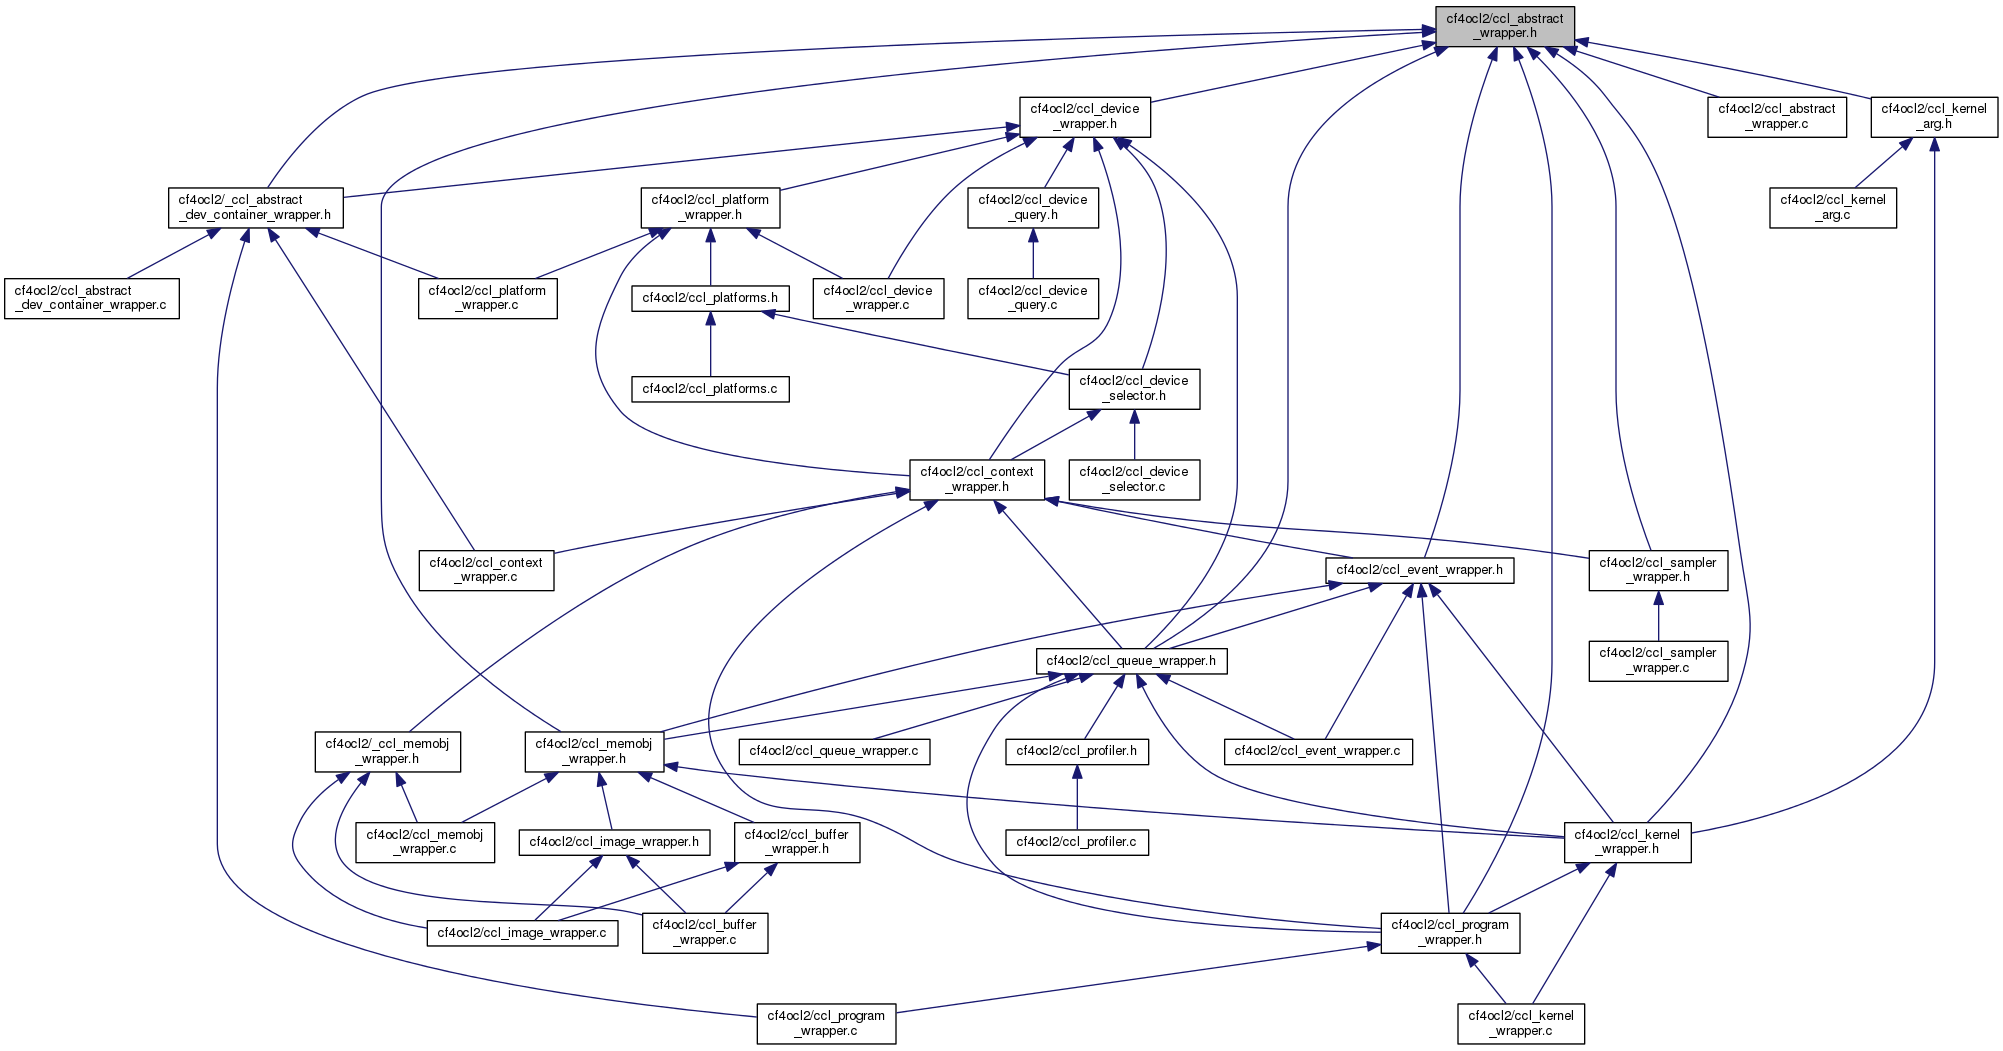 cf4ocl2/ccl_abstract
_wrapper.h
cf4ocl2/ccl_device
_wrapper.h
cf4ocl2/ccl_abstract
_wrapper.c
cf4ocl2/ccl_kernel
_arg.h
cf4ocl2/_ccl_abstract
_dev_container_wrapper.h
cf4ocl2/ccl_platform
_wrapper.h
cf4ocl2/ccl_device
_query.h
cf4ocl2/ccl_kernel
_arg.c
cf4ocl2/ccl_abstract
_dev_container_wrapper.c
cf4ocl2/ccl_platform
_wrapper.c
cf4ocl2/ccl_platforms.h
cf4ocl2/ccl_device
_wrapper.c
cf4ocl2/ccl_device
_query.c
cf4ocl2/ccl_platforms.c
cf4ocl2/ccl_device
_selector.h
cf4ocl2/ccl_context
_wrapper.h
cf4ocl2/ccl_device
_selector.c
cf4ocl2/ccl_context
_wrapper.c
cf4ocl2/ccl_event_wrapper.h
cf4ocl2/ccl_sampler
_wrapper.h
cf4ocl2/ccl_queue_wrapper.h
cf4ocl2/ccl_sampler
_wrapper.c
cf4ocl2/_ccl_memobj
_wrapper.h
cf4ocl2/ccl_memobj
_wrapper.h
cf4ocl2/ccl_queue_wrapper.c
cf4ocl2/ccl_profiler.h
cf4ocl2/ccl_event_wrapper.c
cf4ocl2/ccl_memobj
_wrapper.c
cf4ocl2/ccl_image_wrapper.h
cf4ocl2/ccl_buffer
_wrapper.h
cf4ocl2/ccl_profiler.c
cf4ocl2/ccl_kernel
_wrapper.h
cf4ocl2/ccl_image_wrapper.c
cf4ocl2/ccl_buffer
_wrapper.c
cf4ocl2/ccl_program
_wrapper.h
cf4ocl2/ccl_program
_wrapper.c
cf4ocl2/ccl_kernel
_wrapper.c